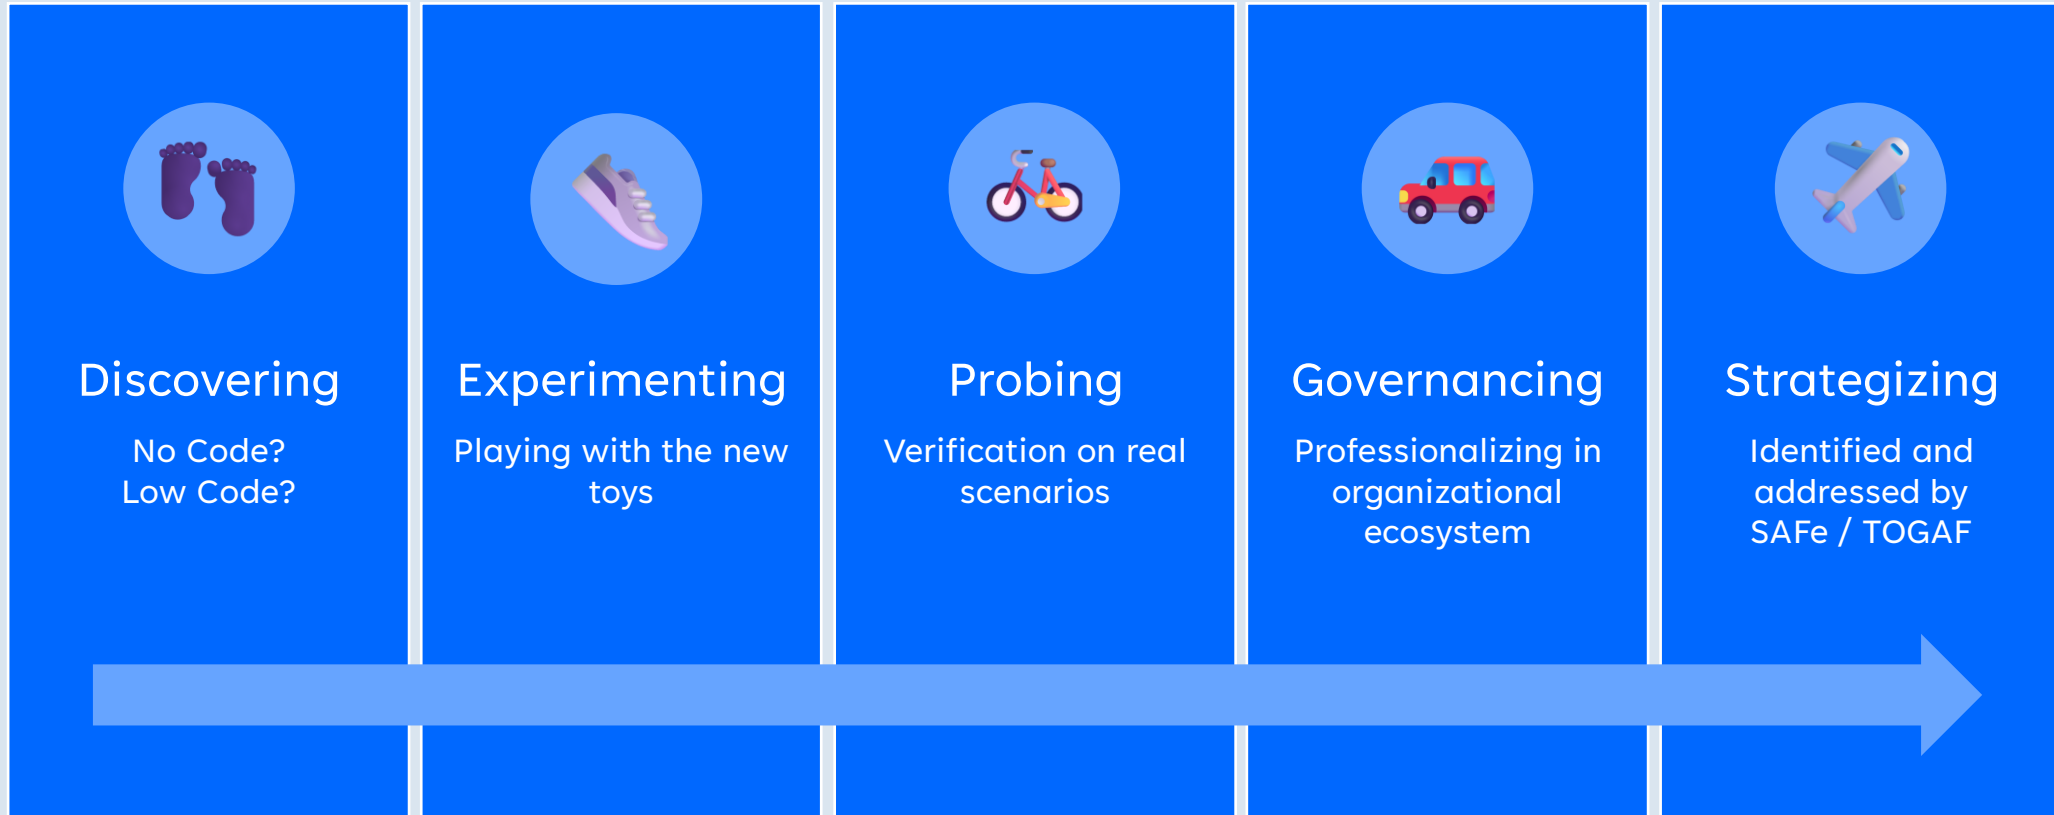 Discovering
No Code?
Low Code?
Experimenting
Playing with the new
toys
Probing
Verification on real
scenarios
Governancing
Professionalizing in
organizational
ecosystem
Strategizing
Identified and
addressed by
SAFe / TOGAF